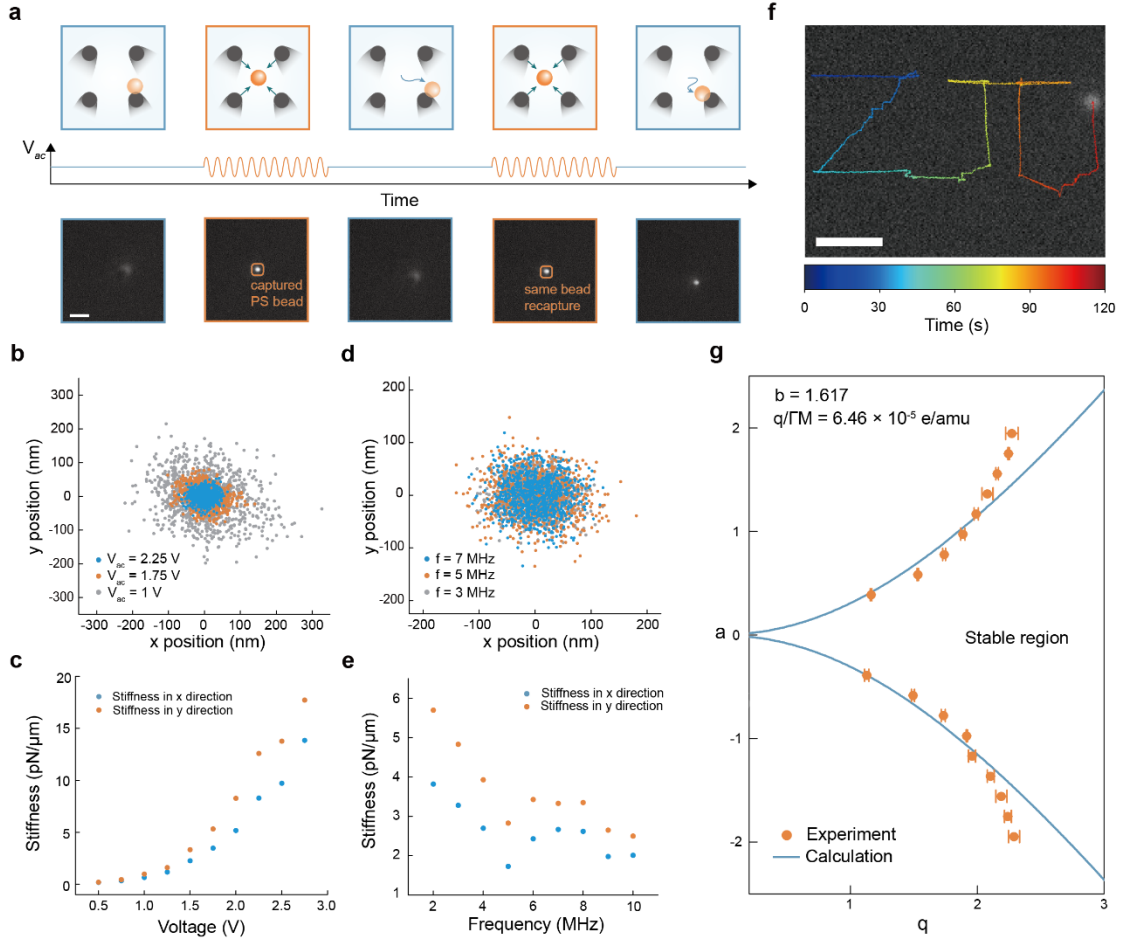 a
V_ac
Time
captured
PS bead
same bead
recapture
f
0
30
60
90
120
Time (s)
b
300
200
100
0
-100
-200
-300
y position (nm)
V_ac = 2.25 V
V_ac = 1.75 V
V_ac = 1 V
-300
-200
-100
0
100
200
300
x position (nm)
d
200
100
0
-100
-200
y position (nm)
f = 7 MHz
f = 5 MHz
f = 3 MHz
-200
-100
0
100
200
x position (nm)
c
20
15
10
5
0
Stiffness (pN/μm)
Stiffness in x direction
Stiffness in y direction
0.5
1.0
1.5
2.0
2.5
3.0
Voltage (V)
e
6
5
4
3
2
1
Stiffness (pN/μm)
Stiffness in x direction
Stiffness in y direction
2
4
6
8
10
Frequency (MHz)
g
b = 1.617
q/ΓM = 6.46 × 10⁻⁵ e/amu
2
1
a
0
-1
-2
Stable region
Experiment
Calculation
1
2
3
q